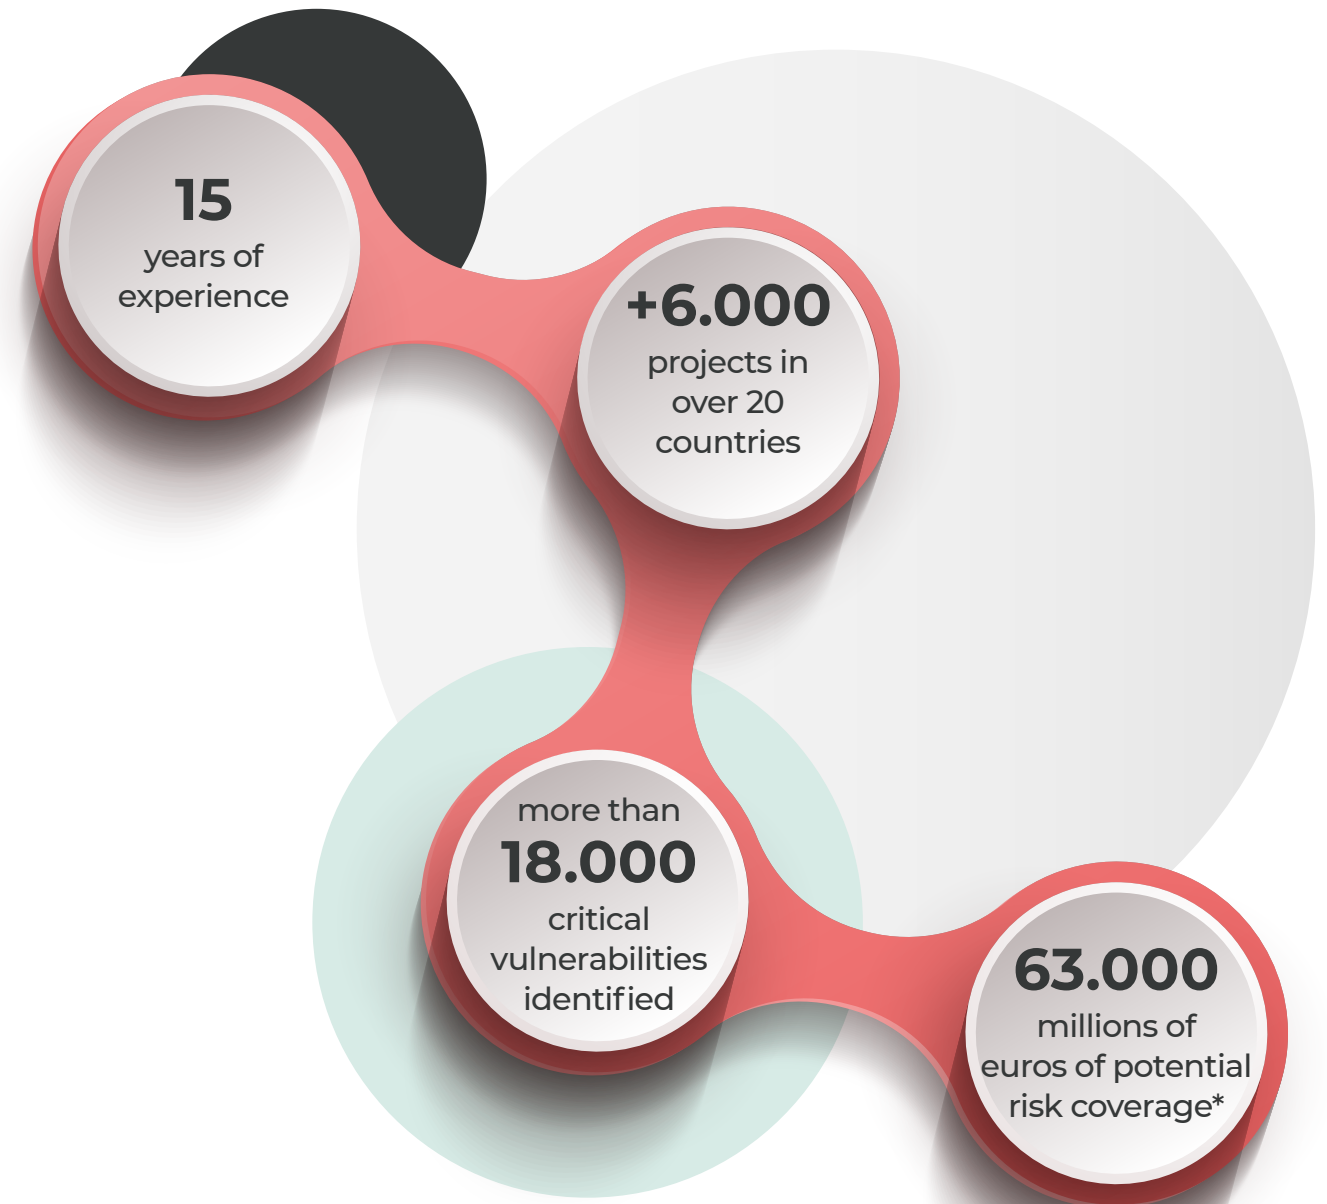 15
years of
experience
+6.000
projects in
over 20
countries
more than
18.000
critical
vulnerabilities
identified
63.000
millions of
euros of potential
risk coverage*